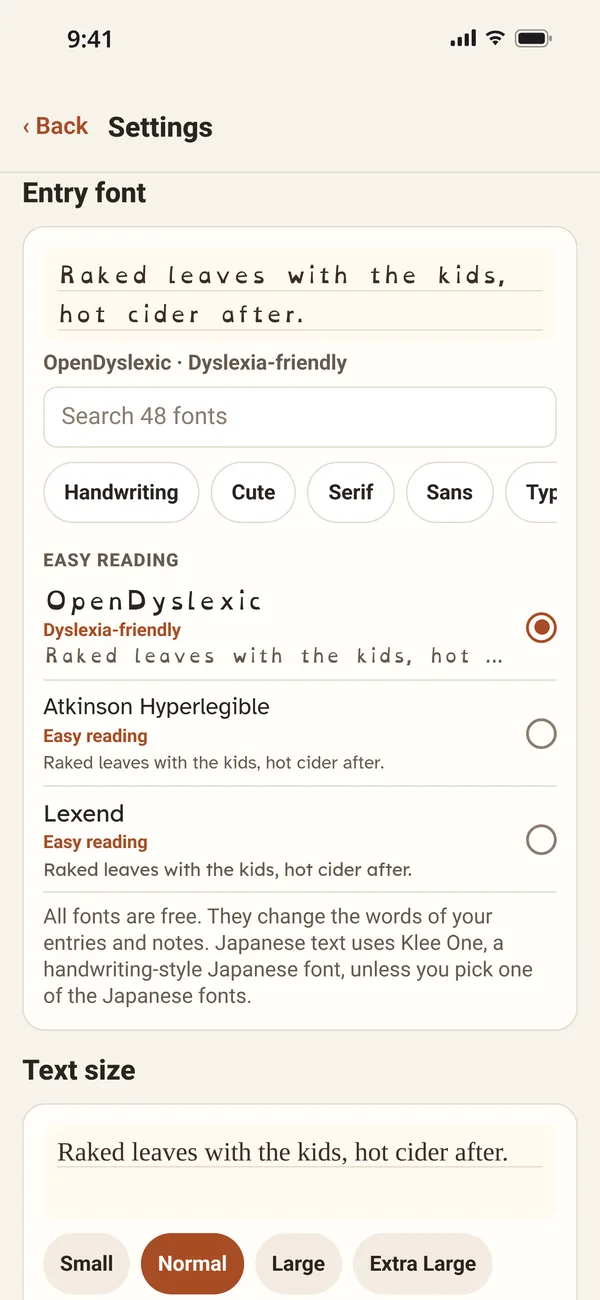 9:41
‹ Back Settings
Entry font
Raked leaves with the kids,
hot cider after.
OpenDyslexic · Dyslexia-friendly
Search 48 fonts
Handwriting Cute Serif Sans Typ
EASY READING
OpenDyslexic
Dyslexia-friendly
Raked leaves with the kids, hot ...
Atkinson Hyperlegible
Easy reading
Raked leaves with the kids, hot cider after.
Lexend
Easy reading
Raked leaves with the kids, hot cider after.
All fonts are free. They change the words of your
entries and notes. Japanese text uses Klee One, a
handwriting-style Japanese font, unless you pick one
of the Japanese fonts.
Text size
Raked leaves with the kids, hot cider after.
Small Normal Large Extra Large